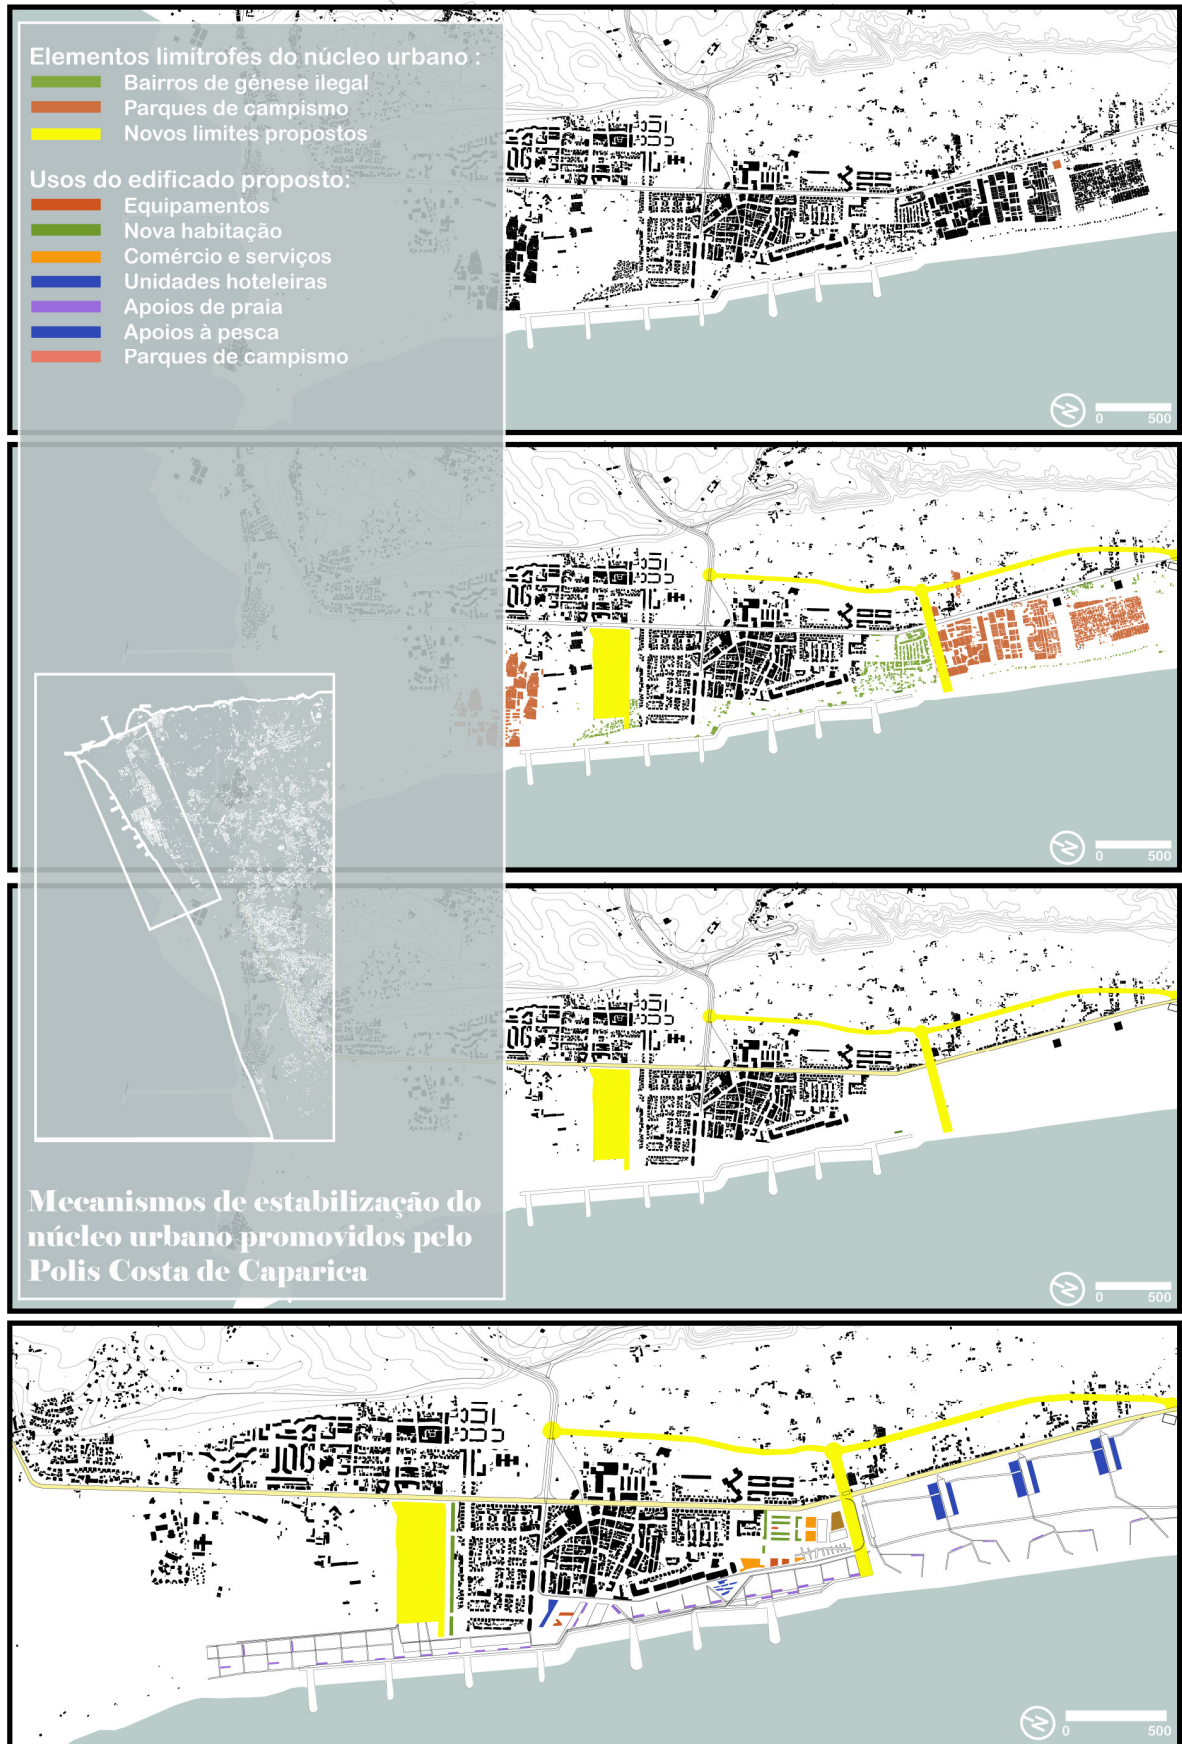 Elementos limítrofes do núcleo urbano :
Bairros de génese ilegal
Parques de campismo
Novos limites propostos
Usos do edificado proposto:
Equipamentos
Nova habitação
Comércio e serviços
Unidades hoteleiras
Apoios de praia
Apoios à pesca
Parques de campismo
0 500
0 500
Mecanismos de estabilização do
núcleo urbano promovidos pelo
Polis Costa de Caparica
0 500
0 500